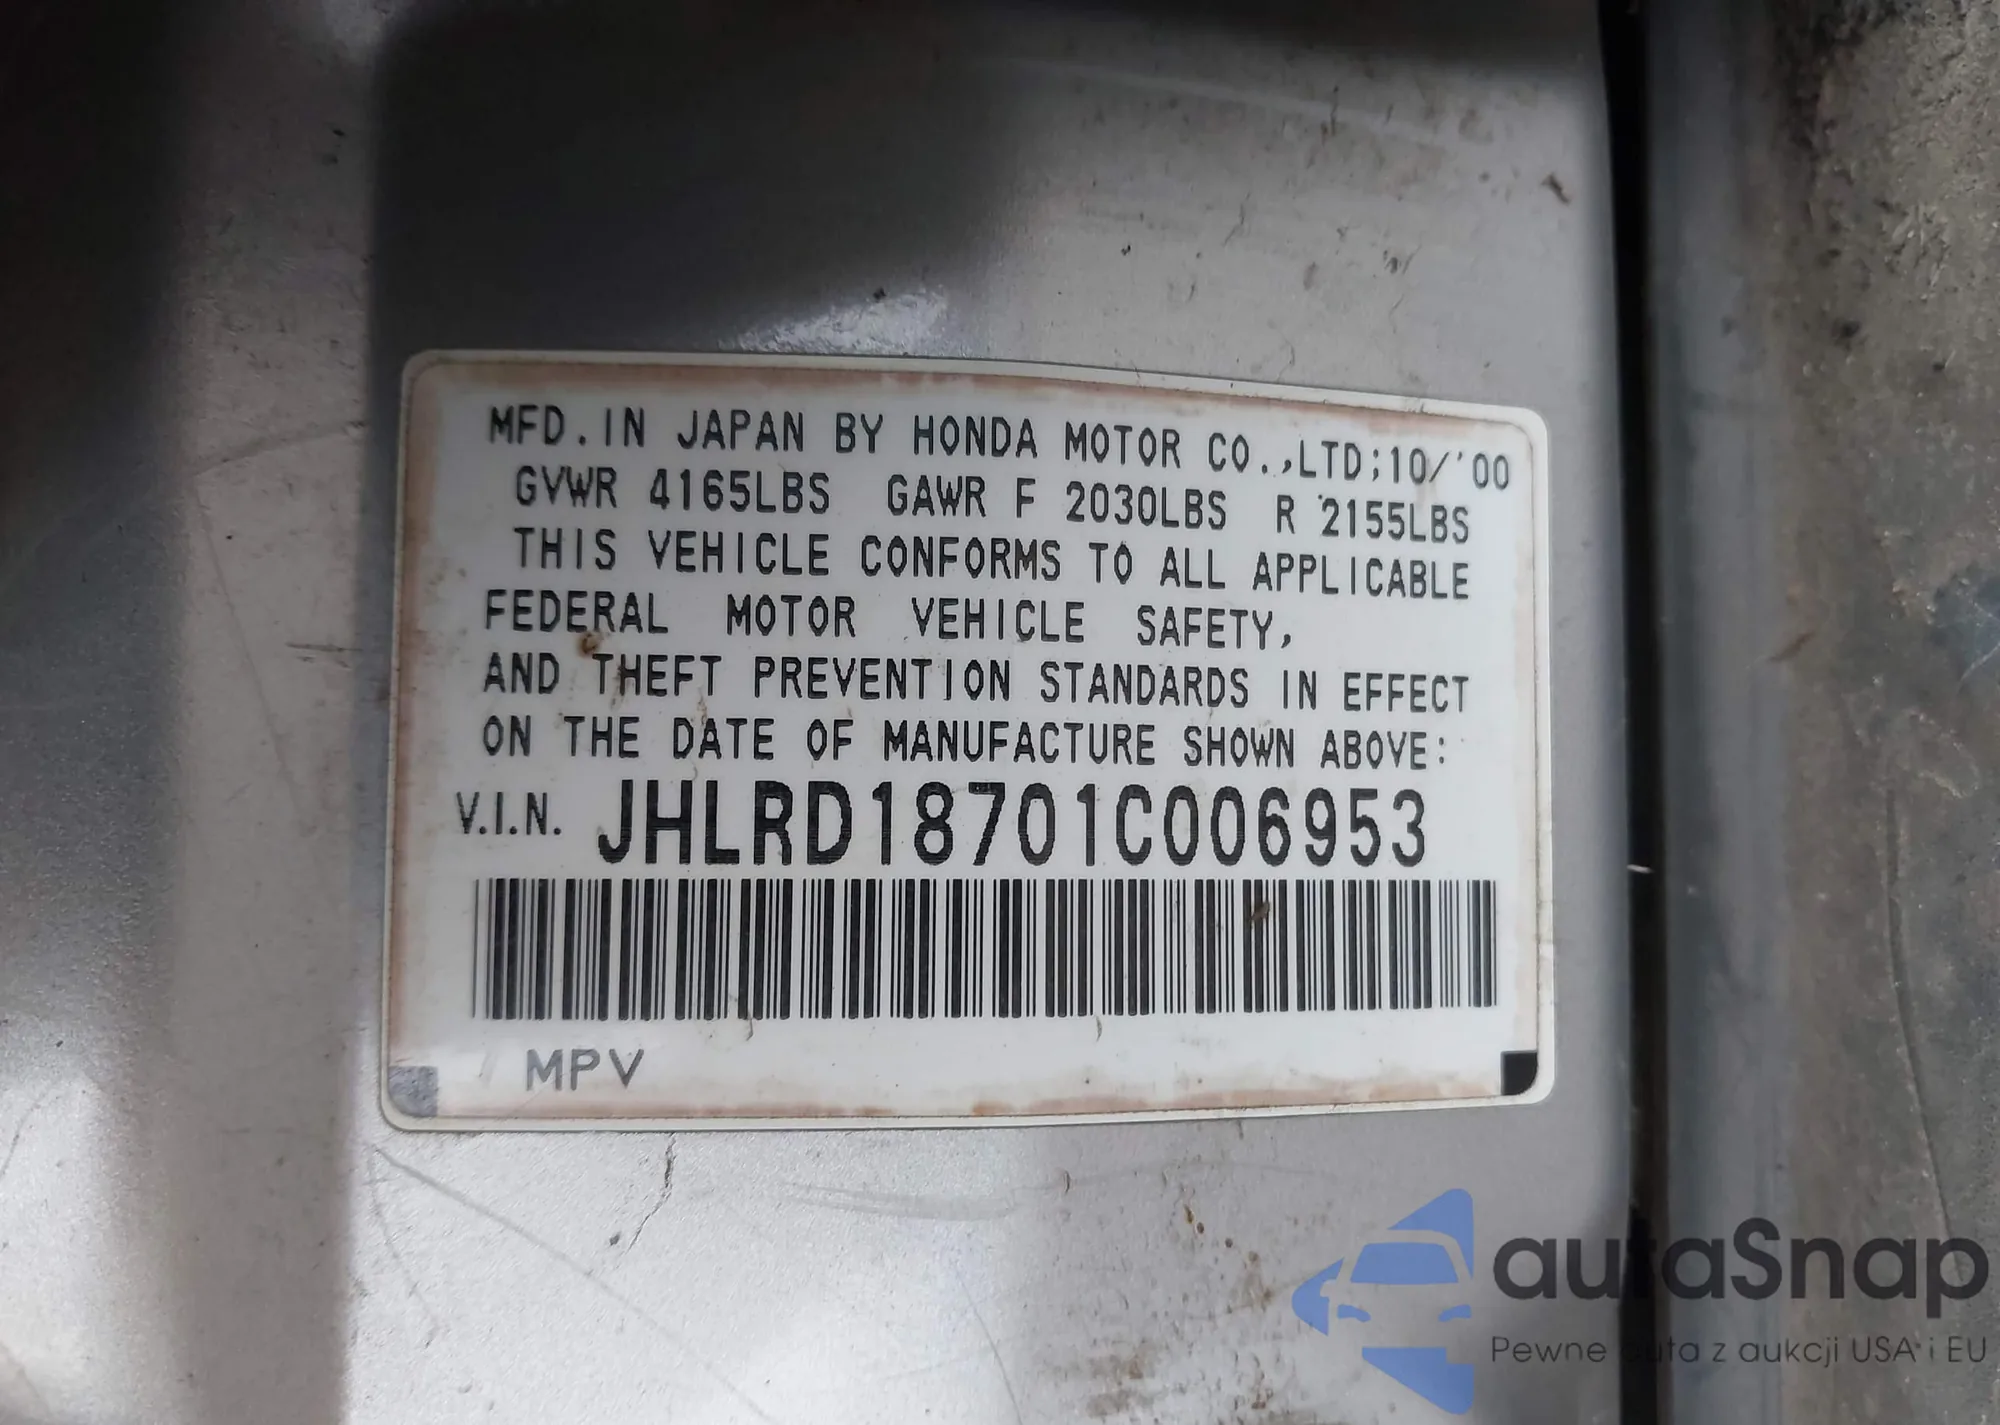 MFD. IN JAPAN BY HONDA MOTOR CO.,LTD;10/'00
GVWR 4165LBS GAWR F 2030LBS R 2155LBS
THIS VEHICLE CONFORMS TO ALL APPLICABLE
FEDERAL MOTOR VEHICLE SAFETY,
AND THEFT PREVENTION STANDARDS IN EFFECT
ON THE DATE OF MANUFACTURE SHOWN ABOVE:
V.I.N. JHLRD18701C006953
MPV
autaSnap
Pewne auta z aukcji USA i EU